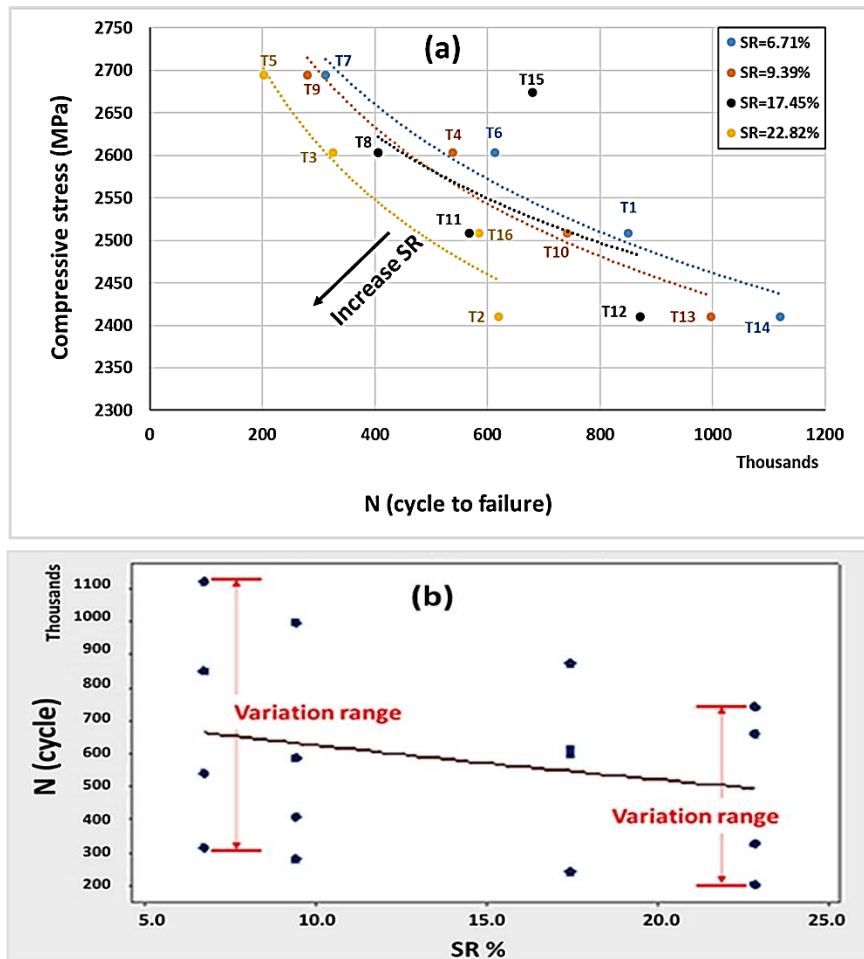 (a)
SR=6.71%
SR=9.39%
SR=17.45%
SR=22.82%
Compressive stress (MPa)
2750
2700
2650
2600
2550
2500
2450
2400
2350
2300
T5
T7
T9
T15
T8
T4
T6
T3
T1
T11
T16
T10
Increase SR
T2
T12
T13
T14
0
200
400
600
800
1000
1200
Thousands
N (cycle to failure)
(b)
Thousands
N (cycle)
1100
1000
900
800
700
600
500
400
300
200
Variation range
Variation range
5.0
10.0
15.0
20.0
25.0
SR %